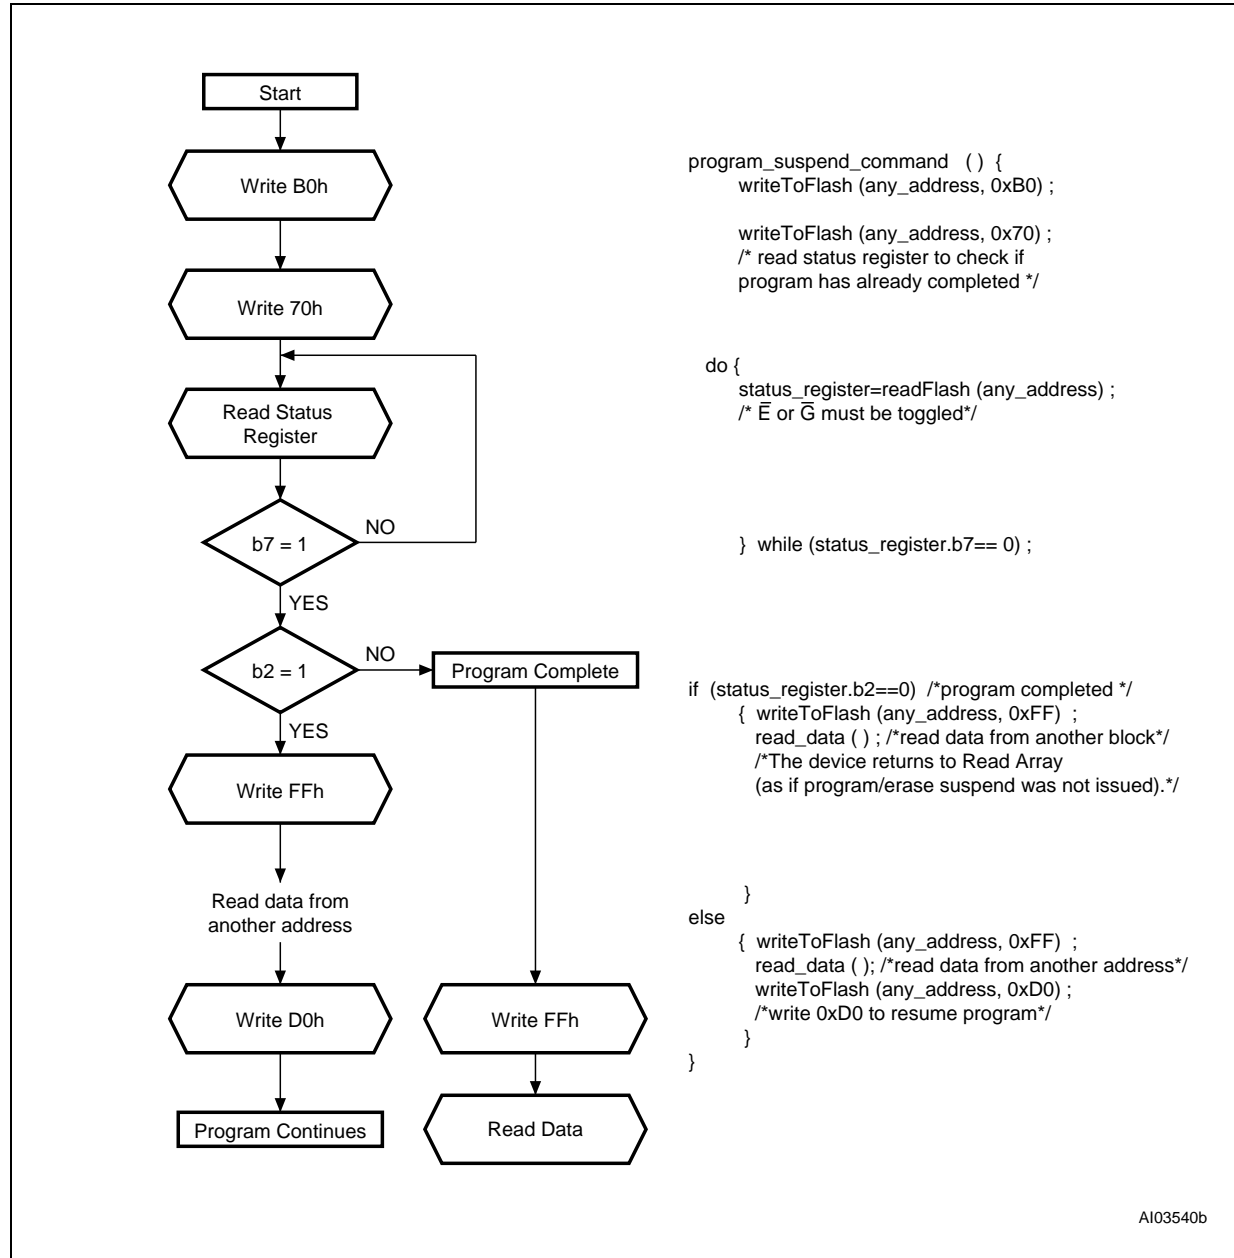 Start
Write B0h
Write 70h
Read Status
Register
b7 = 1
NO
YES
b2 = 1
NO
Program Complete
YES
Write FFh
Read data from
another address
Write D0h
Write FFh
Program Continues
Read Data
program_suspend_command ( ) {
writeToFlash (any_address, 0xB0) ;
writeToFlash (any_address, 0x70) ;
/* read status register to check if
program has already completed */
do {
status_register=readFlash (any_address) ;
/* E̅ or G̅ must be toggled*/
} while (status_register.b7== 0) ;
if (status_register.b2==0) /*program completed */
{ writeToFlash (any_address, 0xFF) ;
read_data ( ) ; /*read data from another block*/
/*The device returns to Read Array
(as if program/erase suspend was not issued).*/
}
else
{ writeToFlash (any_address, 0xFF) ;
read_data ( ); /*read data from another address*/
writeToFlash (any_address, 0xD0) ;
/*write 0xD0 to resume program*/
}
}
AI03540b